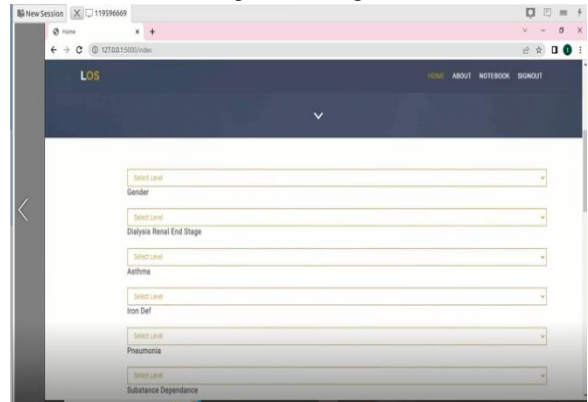 New Session
119596669
Home
127.0.0.1:5000/index
LOS
HOME ABOUT NOTEBOOK SIGNOUT
Select Level
Gender
Select Level
Dialysis Renal End Stage
Select Level
Asthma
Select Level
Iron Def
Select Level
Pneumonia
Select Level
Substance Dependance